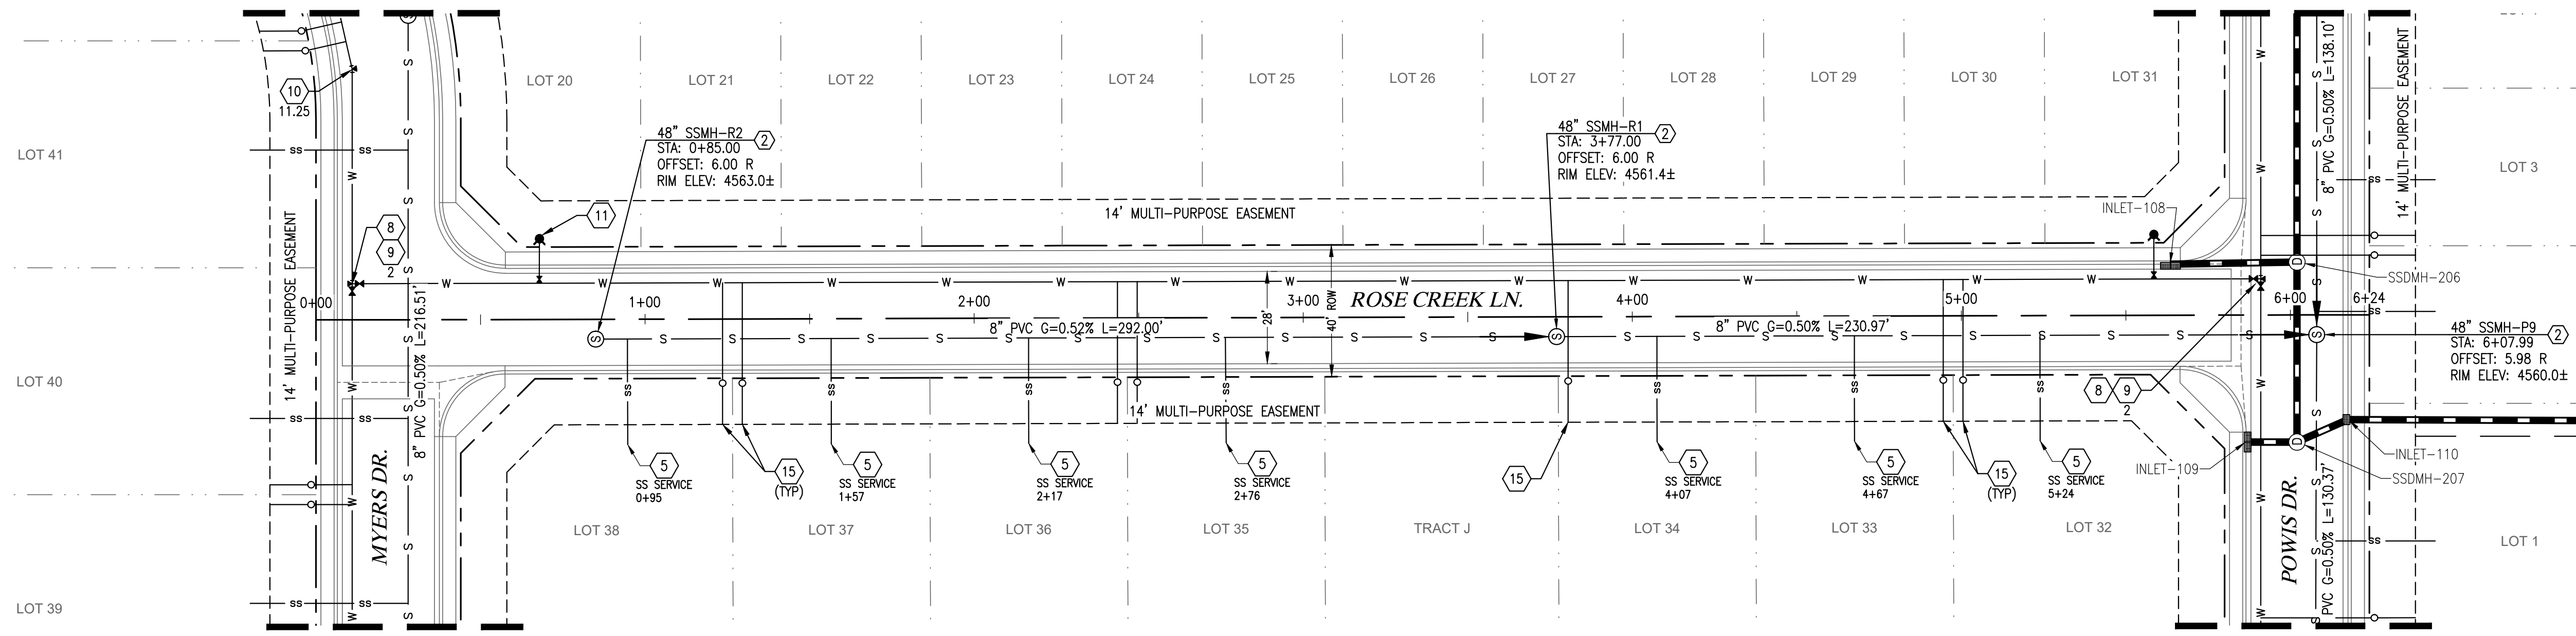 LOT 41
LOT 40
LOT 39
10
11.25
14' MULTI-PURPOSE EASEMENT
8
9
2
0+00
MYERS DR.
8" PVC G=0.50% L=216.51'
LOT 20
LOT 21
LOT 22
LOT 23
LOT 24
LOT 25
LOT 26
LOT 27
LOT 28
LOT 29
LOT 30
LOT 31
48" SSMH-R2
2
STA: 0+85.00
OFFSET: 6.00 R
RIM ELEV: 4563.0±
11
48" SSMH-R1
2
STA: 3+77.00
OFFSET: 6.00 R
RIM ELEV: 4561.4±
14' MULTI-PURPOSE EASEMENT
INLET-108
1+00
2+00
3+00
ROSE CREEK LN.
4+00
5+00
6+00
6+24
28'
40' ROW
8" PVC G=0.52% L=292.00'
8" PVC G=0.50% L=230.97'
14' MULTI-PURPOSE EASEMENT
5
SS SERVICE
0+95
15
(TYP)
5
SS SERVICE
1+57
5
SS SERVICE
2+17
5
SS SERVICE
2+76
15
5
SS SERVICE
4+07
5
SS SERVICE
4+67
15
(TYP)
5
SS SERVICE
5+24
8
9
2
LOT 38
LOT 37
LOT 36
LOT 35
TRACT J
LOT 34
LOT 33
LOT 32
8" PVC G=0.50% L=138.10'
14' MULTI-PURPOSE EASEMENT
LOT 3
SSDMH-206
48" SSMH-P9
2
STA: 6+07.99
OFFSET: 5.98 R
RIM ELEV: 4560.0±
INLET-109
INLET-110
SSDMH-207
POWIS DR.
PVC G=0.50% L=130.37'
LOT 1